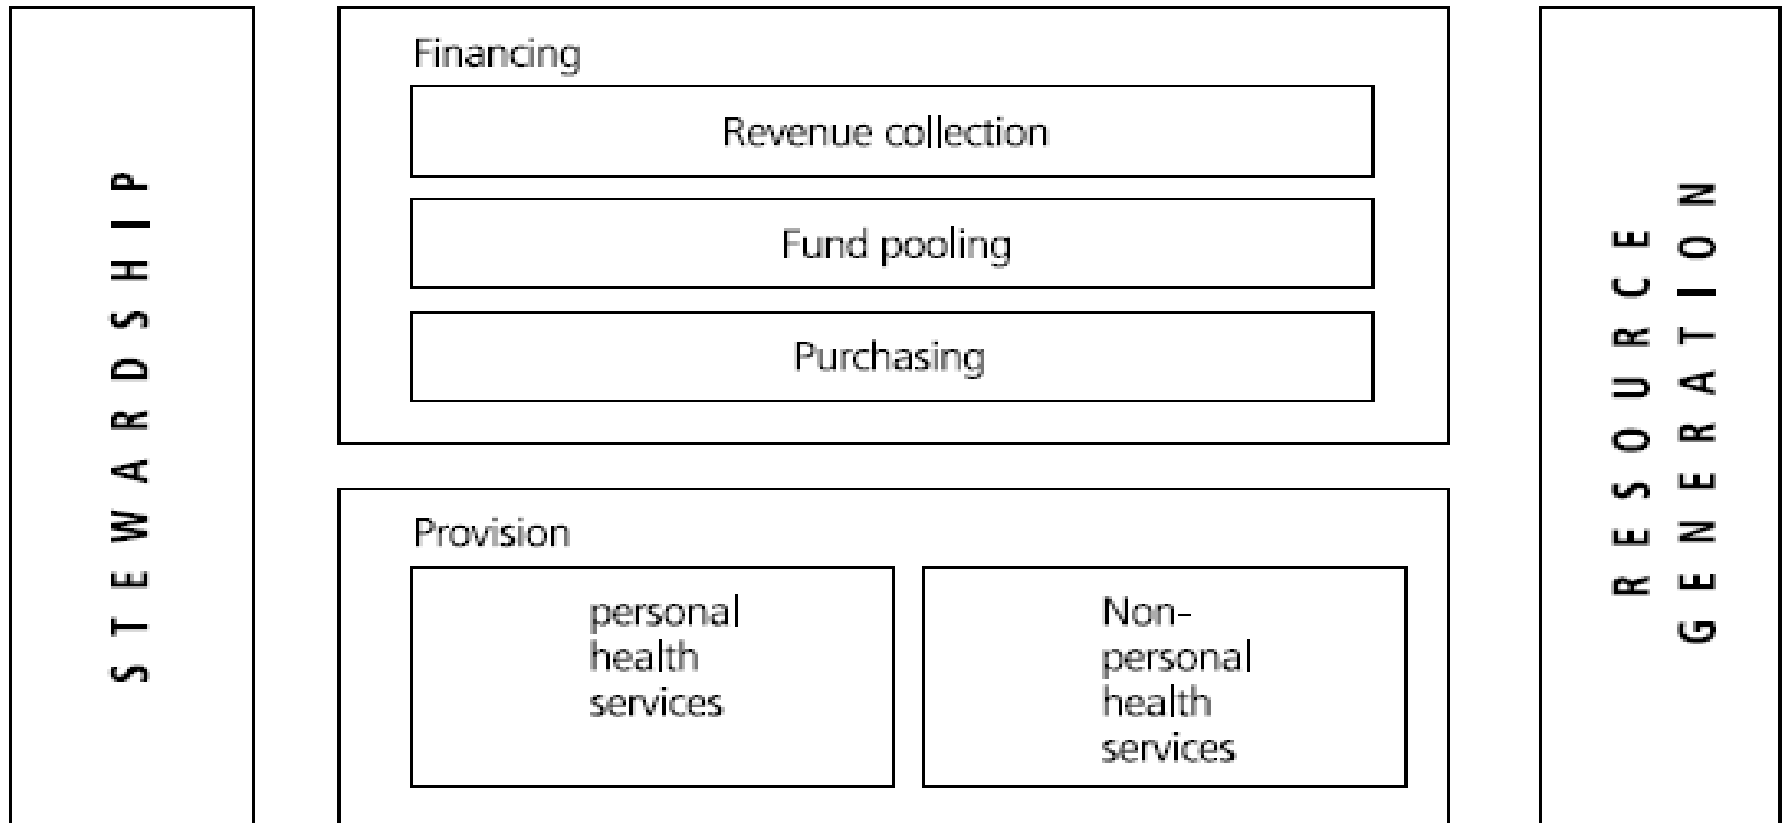 STEWARDSHIP
Financing
Revenue collection
Fund pooling
Purchasing
Provision
personal
health
services
Non-
personal
health
services
RESOURCE
GENERATION